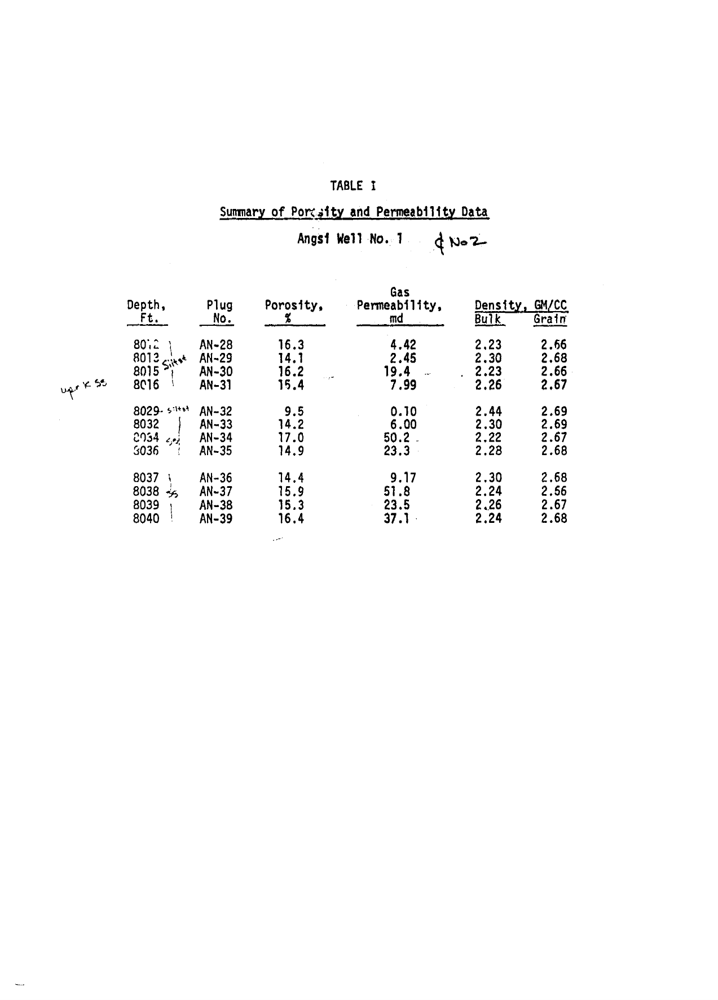 TABLE I
Summary of Porosity and Permeability Data
Angsi Well No. 1 & No 2
Gas
Depth, Plug Porosity, Permeability, Density, GM/CC
Ft. No. % md Bulk Grain
8012 AN-28 16.3 4.42 2.23 2.66
8013 Siltst AN-29 14.1 2.45 2.30 2.68
8015 AN-30 16.2 19.4 2.23 2.66
upr K SS 8016 AN-31 15.4 7.99 2.26 2.67
8029 - siltst AN-32 9.5 0.10 2.44 2.69
8032 AN-33 14.2 6.00 2.30 2.69
8034 AN-34 17.0 50.2 2.22 2.67
8036 AN-35 14.9 23.3 2.28 2.68
8037 AN-36 14.4 9.17 2.30 2.68
8038 ss AN-37 15.9 51.8 2.24 2.56
8039 AN-38 15.3 23.5 2.26 2.67
8040 AN-39 16.4 37.1 2.24 2.68